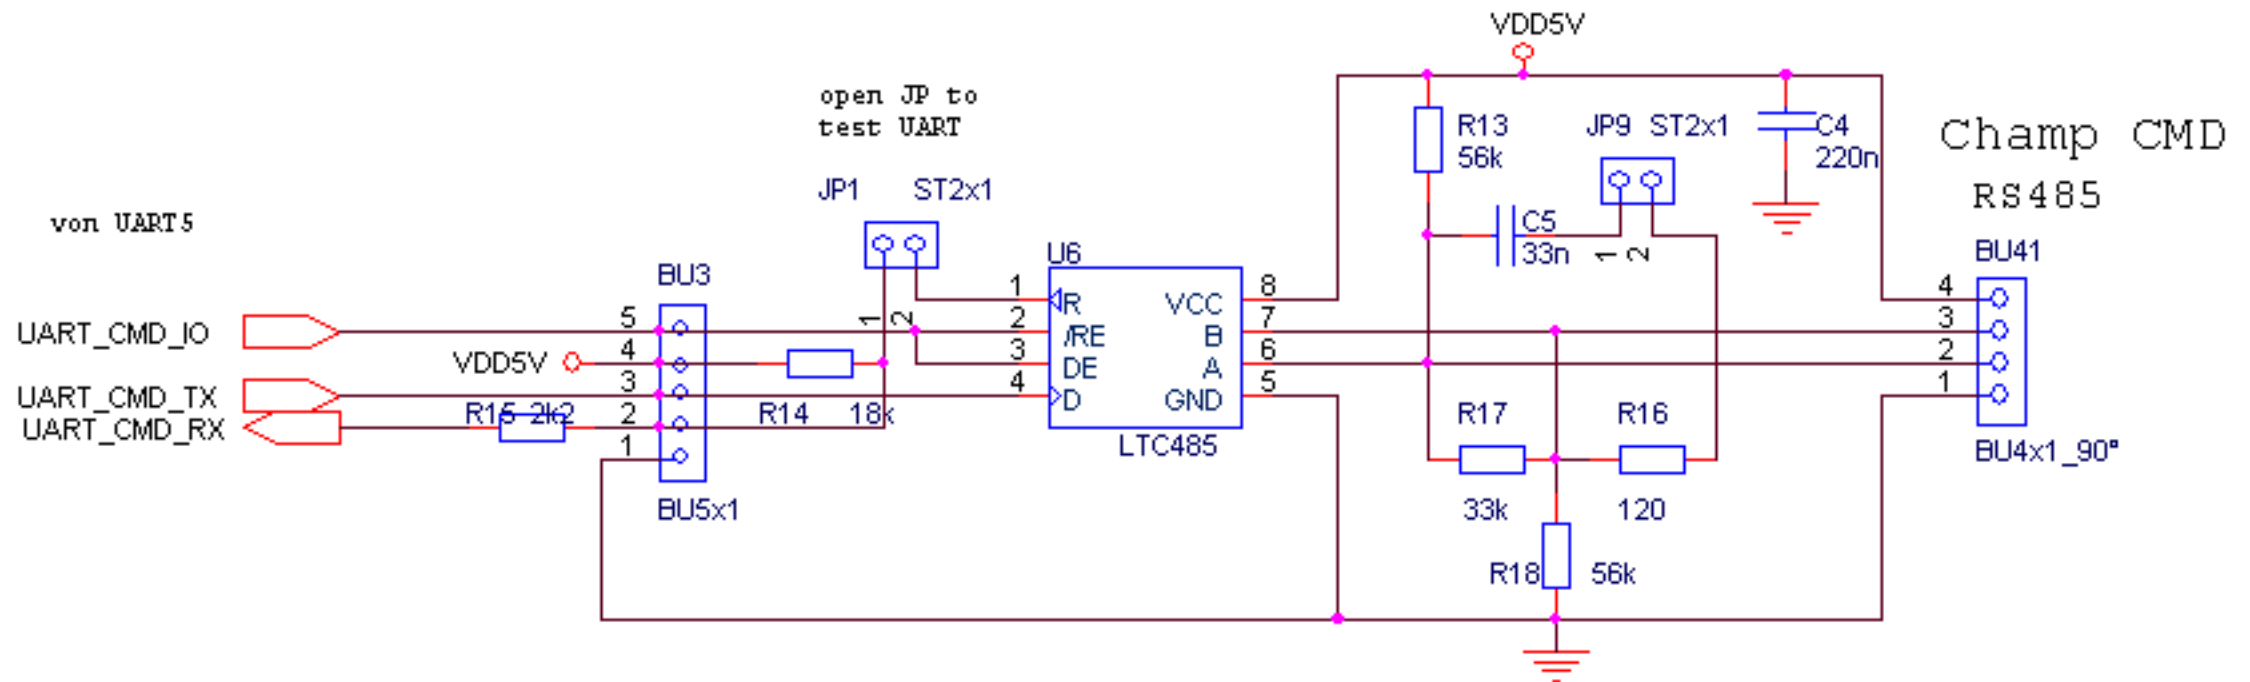 VDD5V
open JP to
test UART
R13
56k
JP9 ST2x1
C4
220n
Champ CMD
RS485
JP1 ST2x1
von UART5
C5
33n
1
2
BU3
U6
BU41
UART_CMD_IO
VDD5V
UART_CMD_TX
UART_CMD_RX
5
4
3
2
1
R15 2k2
R14 18k
1
2
1
2
3
4
R
/RE
DE
D
VCC
B
A
GND
8
7
6
5
LTC485
4
3
2
1
R17
33k
R16
120
BU4x1_90°
BU5x1
R18 56k